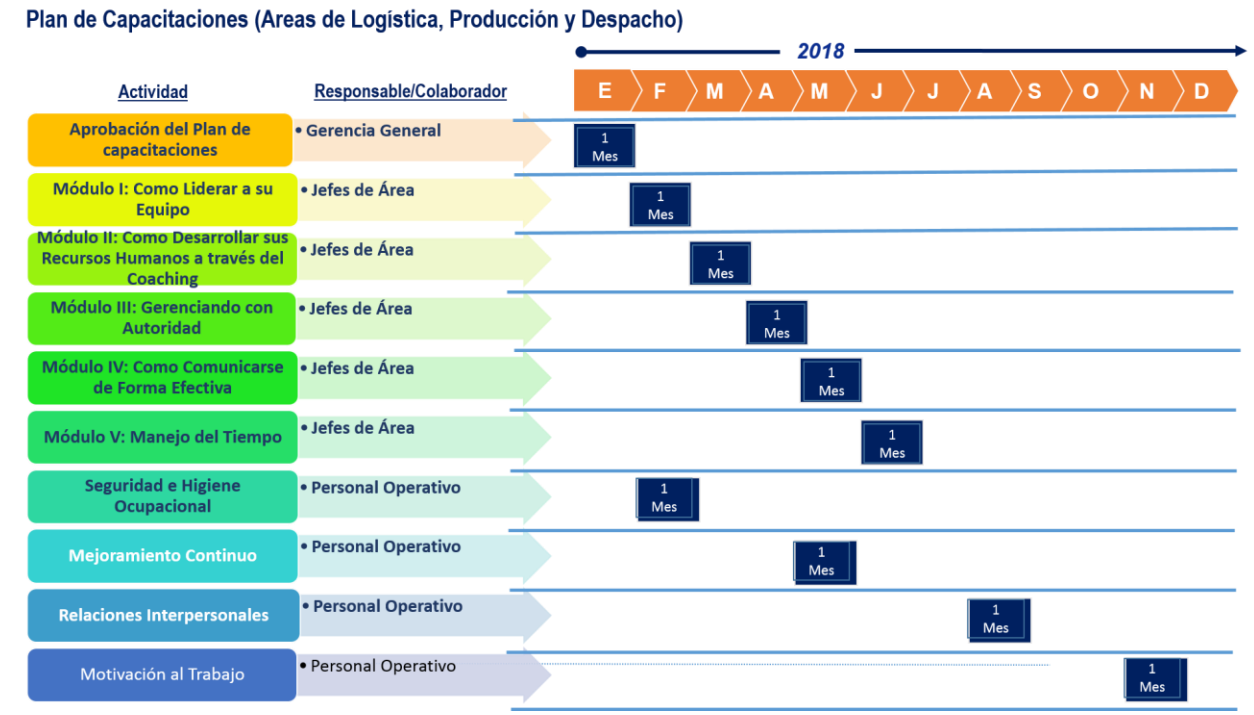 Plan de Capacitaciones (Areas de Logística, Producción y Despacho)
2018
Actividad
Responsable/Colaborador
E F M A M J J A S O N D
Aprobación del Plan de
capacitaciones
• Gerencia General
1
Mes
Módulo I: Como Liderar a su
Equipo
• Jefes de Área
1
Mes
Módulo II: Como Desarrollar sus
Recursos Humanos a través del
Coaching
• Jefes de Área
1
Mes
Módulo III: Gerenciando con
Autoridad
• Jefes de Área
1
Mes
Módulo IV: Como Comunicarse
de Forma Efectiva
• Jefes de Área
1
Mes
Módulo V: Manejo del Tiempo
• Jefes de Área
1
Mes
Seguridad e Higiene
Ocupacional
• Personal Operativo
1
Mes
Mejoramiento Continuo
• Personal Operativo
1
Mes
Relaciones Interpersonales
• Personal Operativo
1
Mes
Motivación al Trabajo
• Personal Operativo
1
Mes